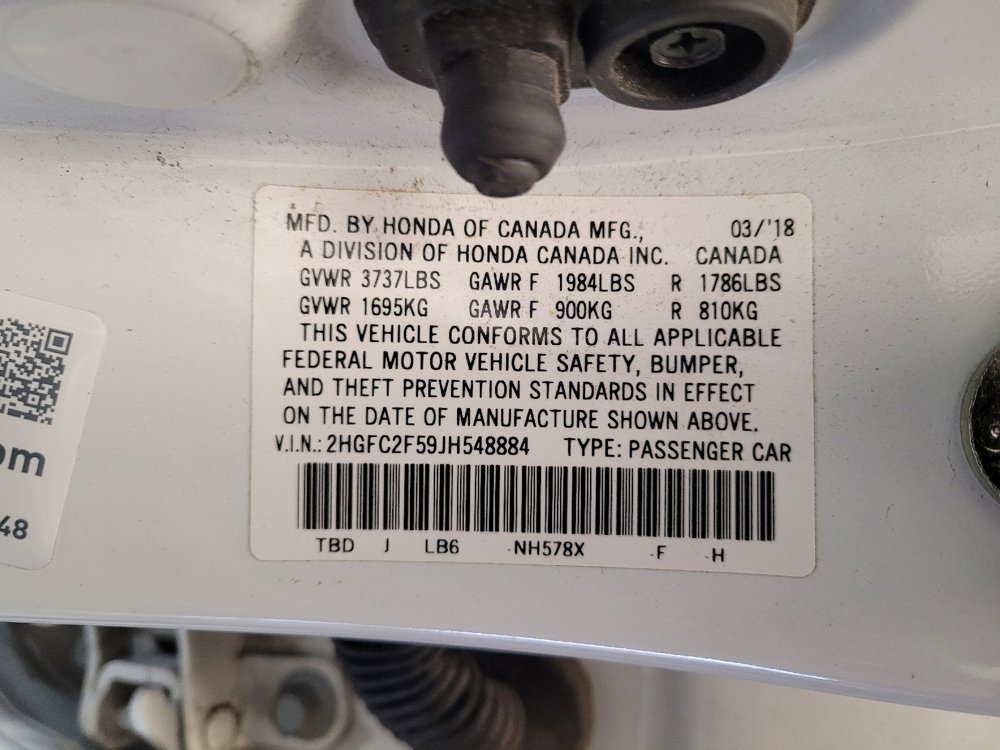 MFD. BY HONDA OF CANADA MFG., 03/'18
A DIVISION OF HONDA CANADA INC. CANADA
GVWR 3737LBS GAWR F 1984LBS R 1786LBS
GVWR 1695KG GAWR F 900KG R 810KG
THIS VEHICLE CONFORMS TO ALL APPLICABLE
FEDERAL MOTOR VEHICLE SAFETY, BUMPER,
AND THEFT PREVENTION STANDARDS IN EFFECT
ON THE DATE OF MANUFACTURE SHOWN ABOVE.
V.I.N.: 2HGFC2F59JH548884 TYPE: PASSENGER CAR
TBD J LB6 NH578X F H
om
48